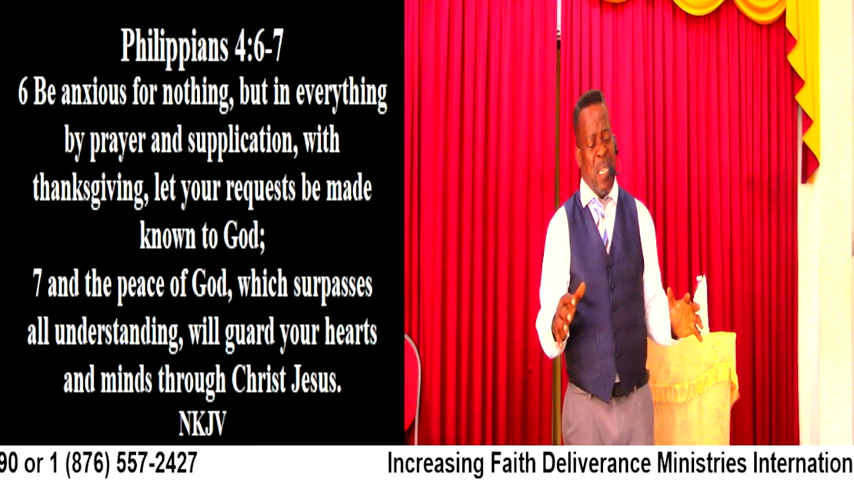 Philippians 4:6-7
6 Be anxious for nothing, but in everything
by prayer and supplication, with
thanksgiving, let your requests be made
known to God;
7 and the peace of God, which surpasses
all understanding, will guard your hearts
and minds through Christ Jesus.
NKJV
90 or 1 (876) 557-2427 Increasing Faith Deliverance Ministries Internation